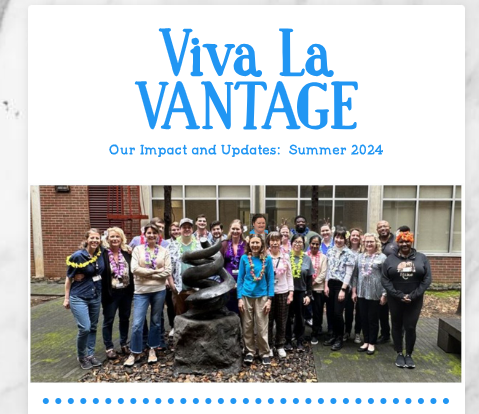 Viva La
VANTAGE
Our Impact and Updates: Summer 2024